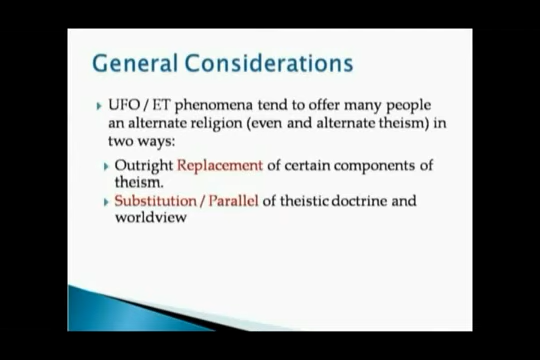 General Considerations
UFO / ET phenomena tend to offer many people
an alternate religion (even and alternate theism) in
two ways:
Outright Replacement of certain components of
theism.
Substitution / Parallel of theistic doctrine and
worldview